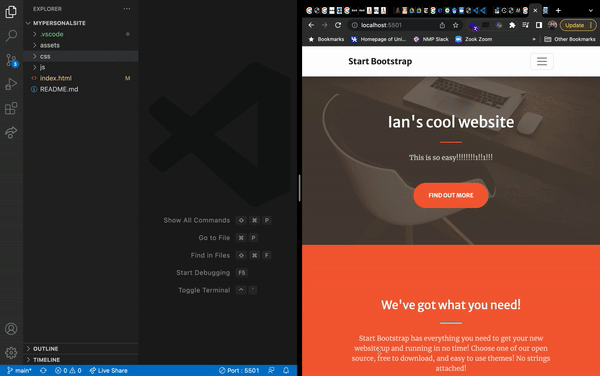 EXPLORER
MYPERSONALSITE
.vscode
assets
css
js
index.html M
README.md
Show All Commands ⇧ ⌘ P
Go to File ⌘ P
Find in Files ⇧ ⌘ F
Start Debugging F5
Toggle Terminal ^ `
OUTLINE
TIMELINE
main*
0 0
Live Share
Port : 5501
localhost:5501
Update
Bookmarks
Homepage of Uni...
NMP Slack
Zook Zoom
Other Bookmarks
Start Bootstrap
Ian's cool website
This is so easy!!!!!!!!1!!1!!!
FIND OUT MORE
We've got what you need!
Start Bootstrap has everything you need to get your new
website up and running in no time! Choose one of our open
source, free to download, and easy to use themes! No strings
attached!